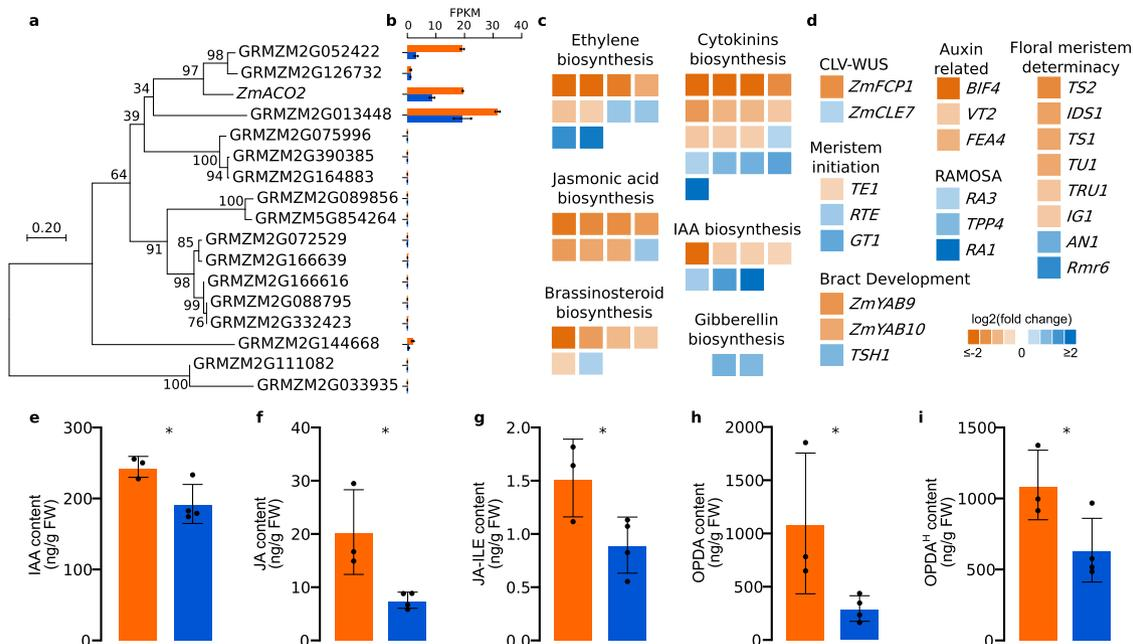 a
b
FPKM
0 10 20 30 40
c
d
98
GRMZM2G052422
97
GRMZM2G126732
34
ZmACO2
39
GRMZM2G013448
GRMZM2G075996
100
GRMZM2G390385
64
94
GRMZM2G164883
100
GRMZM2G089856
GRMZM5G854264
0.20
91
85
GRMZM2G072529
GRMZM2G166639
98
GRMZM2G166616
99
GRMZM2G088795
76
GRMZM2G332423
GRMZM2G144668
GRMZM2G111082
100
GRMZM2G033935
Ethylene
biosynthesis
Jasmonic acid
biosynthesis
Brassinosteroid
biosynthesis
Cytokinins
biosynthesis
IAA biosynthesis
Gibberellin
biosynthesis
CLV-WUS
ZmFCP1
ZmCLE7
Meristem
initiation
TE1
RTE
GT1
Bract Development
ZmYAB9
ZmYAB10
TSH1
Auxin
related
BIF4
VT2
FEA4
RAMOSA
RA3
TPP4
RA1
Floral meristem
determinacy
TS2
IDS1
TS1
TU1
TRU1
IG1
AN1
Rmr6
log2(fold change)
≤-2 0 ≥2
e
IAA content
(ng/g FW)
300
200
100
0
*
f
JA content
(ng/g FW)
40
30
20
10
0
*
g
JA-ILE content
(ng/g FW)
2.0
1.5
1.0
0.5
0.0
*
h
OPDA content
(ng/g FW)
2000
1500
1000
500
0
*
i
OPDAᴴ content
(ng/g FW)
1500
1000
500
0
*